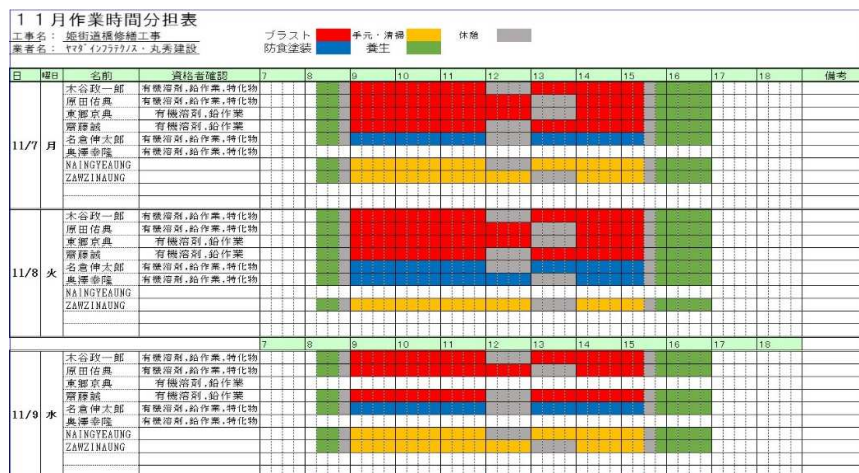 11月作業時間分担表
工事名： 姫街道橋修繕工事 ブラスト 手元・清掃 休憩
業者名： ﾔﾏﾀﾞｲﾝﾌﾗﾃｸﾉｽ・丸秀建設 防食塗装 養生
日 曜日 名前 資格者確認 7 8 9 10 11 12 13 14 15 16 17 18 備考
11/7 月
木谷政一郎 有機溶剤,鉛作業,特化物
原田佑典 有機溶剤,鉛作業,特化物
東郷京典 有機溶剤,鉛作業
齋藤誠 有機溶剤,鉛作業
名倉伸太郎 有機溶剤,鉛作業,特化物
奥澤幸隆 有機溶剤,鉛作業,特化物
NAINGYEAUNG
ZAWZINAUNG
11/8 火
木谷政一郎 有機溶剤,鉛作業,特化物
原田佑典 有機溶剤,鉛作業,特化物
東郷京典 有機溶剤,鉛作業
齋藤誠 有機溶剤,鉛作業
名倉伸太郎 有機溶剤,鉛作業,特化物
奥澤幸隆 有機溶剤,鉛作業,特化物
NAINGYEAUNG
ZAWZINAUNG
7 8 9 10 11 12 13 14 15 16 17 18
11/9 水
木谷政一郎 有機溶剤,鉛作業,特化物
原田佑典 有機溶剤,鉛作業,特化物
東郷京典 有機溶剤,鉛作業
齋藤誠 有機溶剤,鉛作業
名倉伸太郎 有機溶剤,鉛作業,特化物
奥澤幸隆 有機溶剤,鉛作業,特化物
NAINGYEAUNG
ZAWZINAUNG